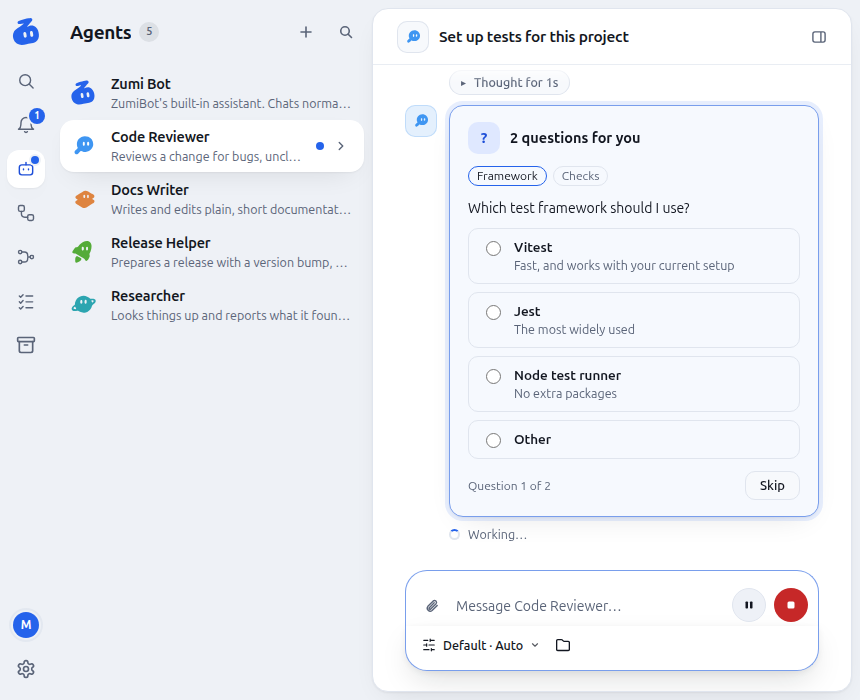 Agents 5
1
Zumi Bot
ZumiBot's built-in assistant. Chats norma…
Code Reviewer
Reviews a change for bugs, uncl…
Docs Writer
Writes and edits plain, short documentat…
Release Helper
Prepares a release with a version bump, …
Researcher
Looks things up and reports what it foun…
M
Set up tests for this project
Thought for 1s
? 2 questions for you
Framework Checks
Which test framework should I use?
Vitest
Fast, and works with your current setup
Jest
The most widely used
Node test runner
No extra packages
Other
Question 1 of 2 Skip
Working…
Message Code Reviewer…
Default · Auto